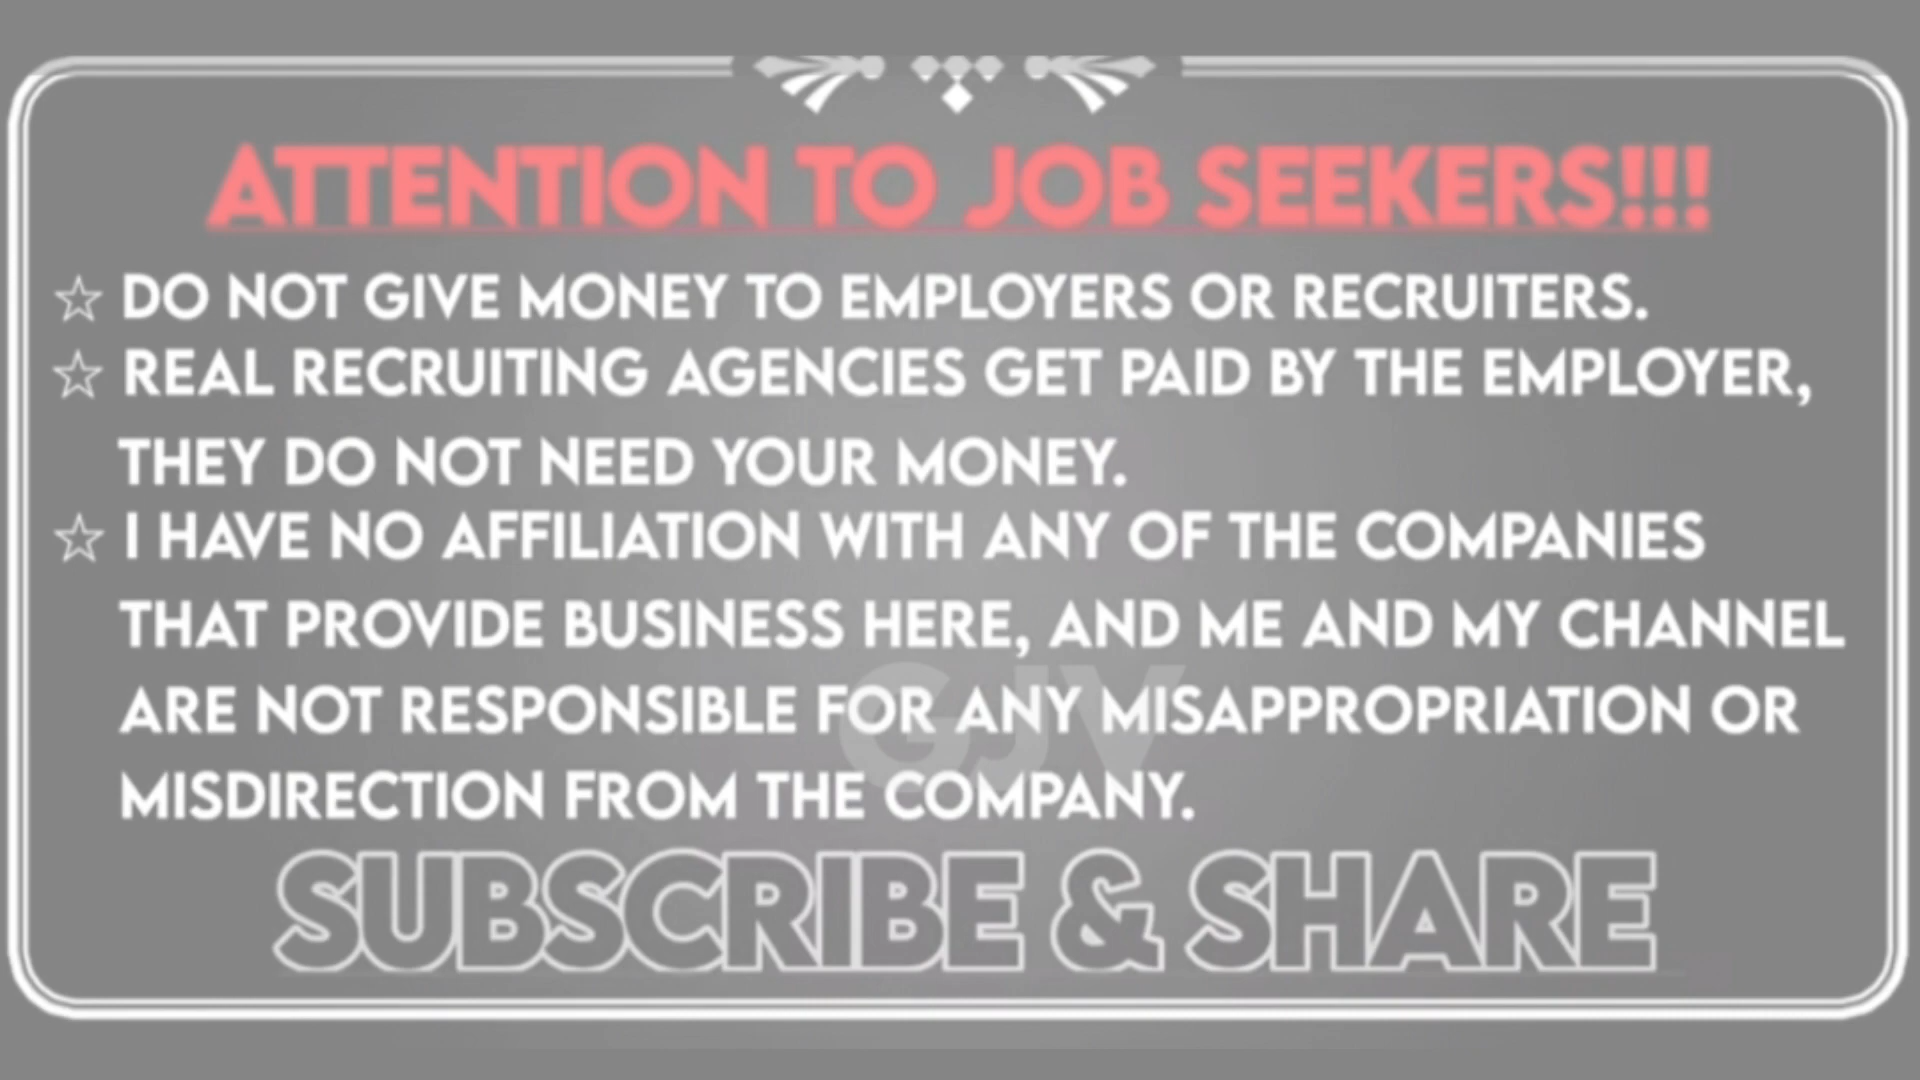 ATTENTION TO JOB SEEKERS!!!
☆ DO NOT GIVE MONEY TO EMPLOYERS OR RECRUITERS.
☆ REAL RECRUITING AGENCIES GET PAID BY THE EMPLOYER,
THEY DO NOT NEED YOUR MONEY.
☆ I HAVE NO AFFILIATION WITH ANY OF THE COMPANIES
THAT PROVIDE BUSINESS HERE, AND ME AND MY CHANNEL
ARE NOT RESPONSIBLE FOR ANY MISAPPROPRIATION OR
MISDIRECTION FROM THE COMPANY.
GJV
SUBSCRIBE & SHARE